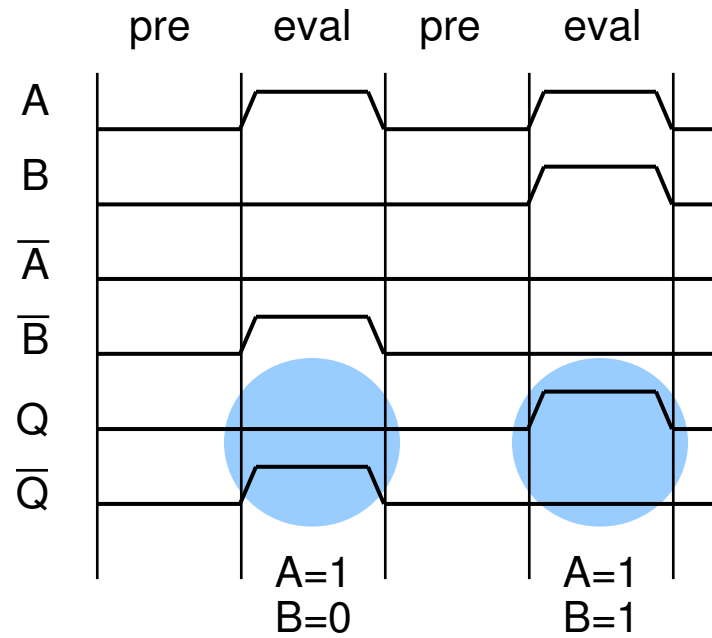 pre eval pre eval
A
B
A̅
B̅
Q
Q̅
A=1 A=1
B=0 B=1